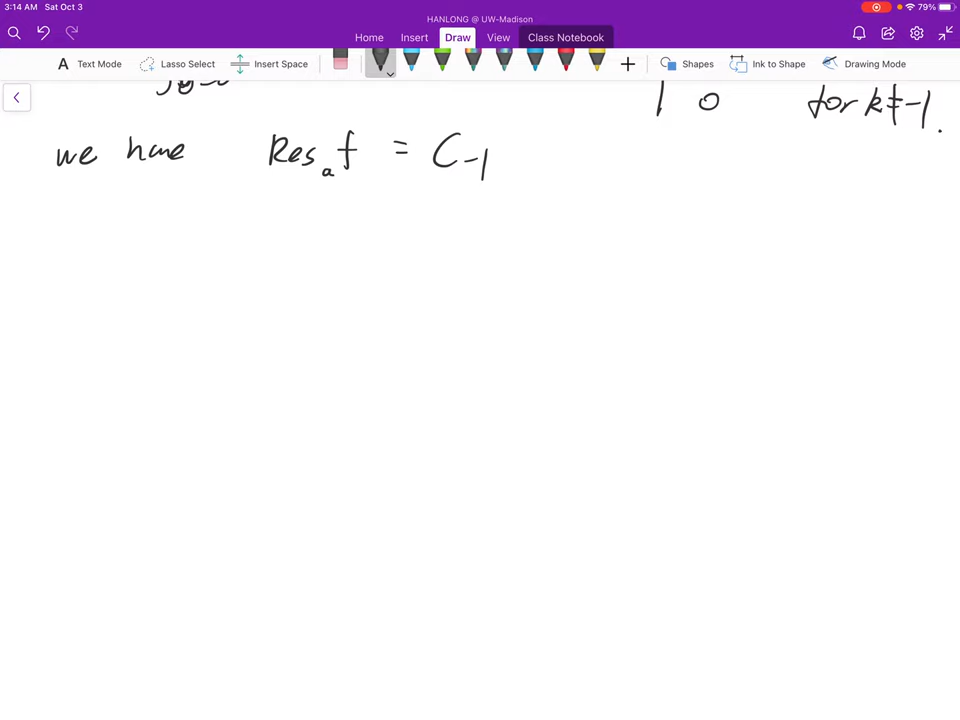 3:14 AM Sat Oct 3
79%
HANLONG @ UW-Madison
Home Insert Draw View Class Notebook
A Text Mode Lasso Select Insert Space Shapes Ink to Shape Drawing Mode
0 for k≠-1.
we have Res_a f = C_{-1}